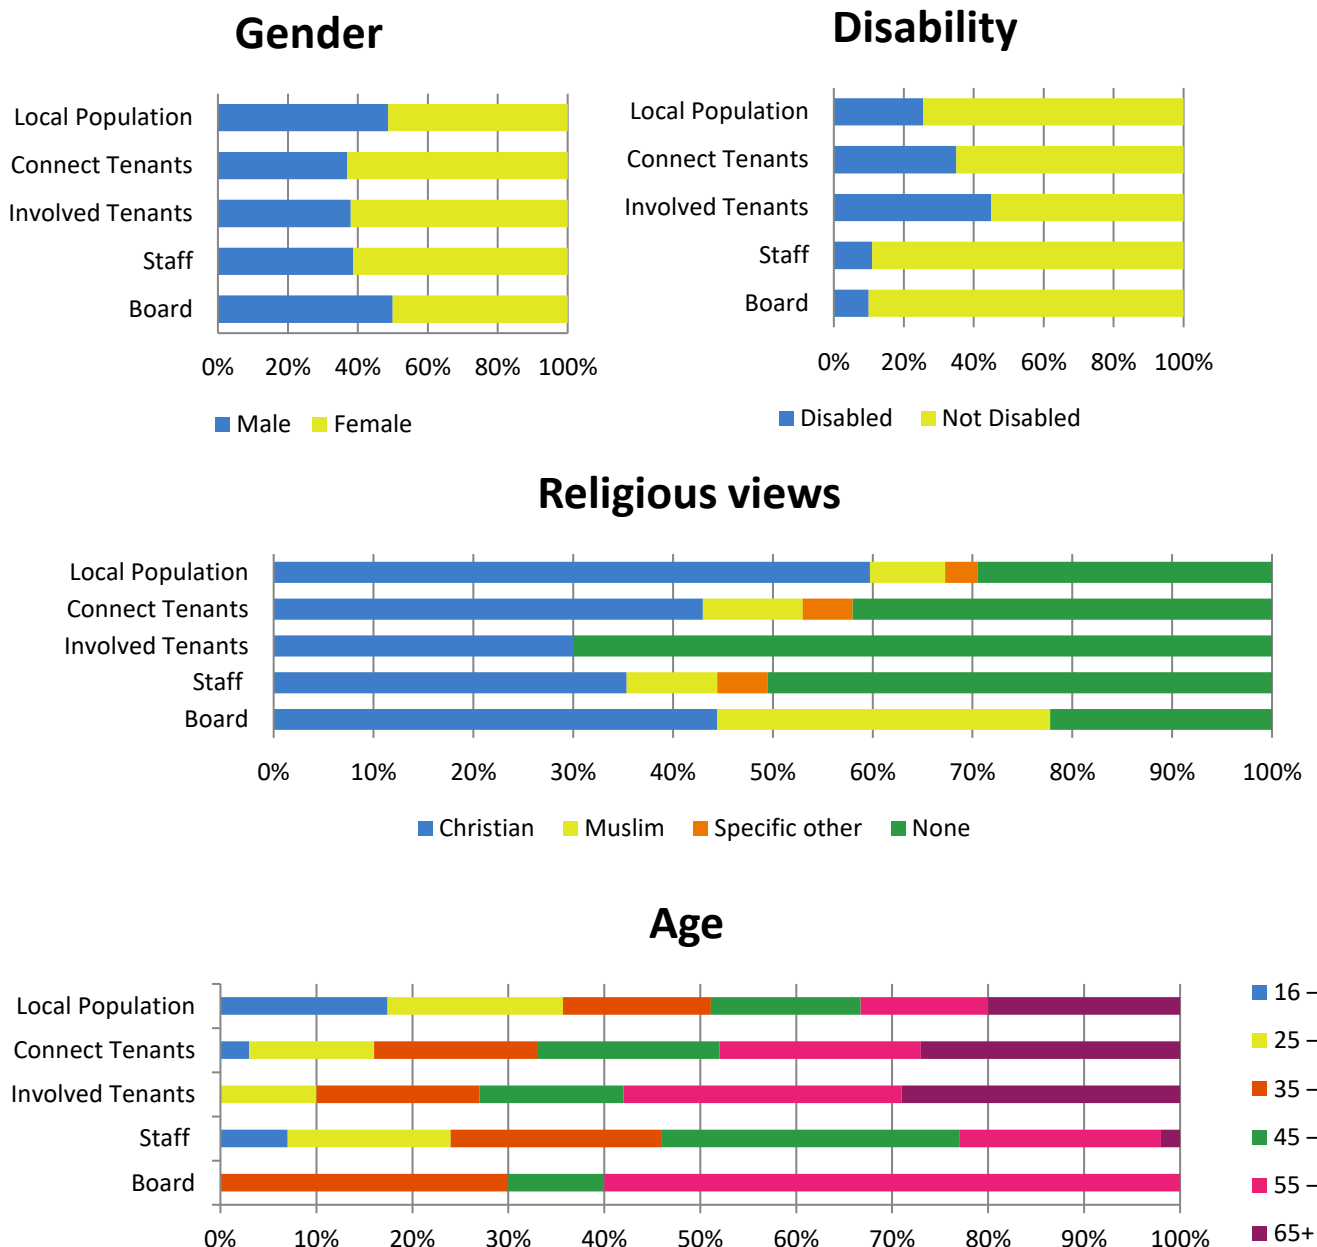 Gender
Local Population
Connect Tenants
Involved Tenants
Staff
Board
0% 20% 40% 60% 80% 100%
Male Female
Disability
Local Population
Connect Tenants
Involved Tenants
Staff
Board
0% 20% 40% 60% 80% 100%
Disabled Not Disabled
Religious views
Local Population
Connect Tenants
Involved Tenants
Staff
Board
0% 10% 20% 30% 40% 50% 60% 70% 80% 90% 100%
Christian Muslim Specific other None
Age
Local Population
Connect Tenants
Involved Tenants
Staff
Board
0% 10% 20% 30% 40% 50% 60% 70% 80% 90% 100%
16 –
25 –
35 –
45 –
55 –
65+